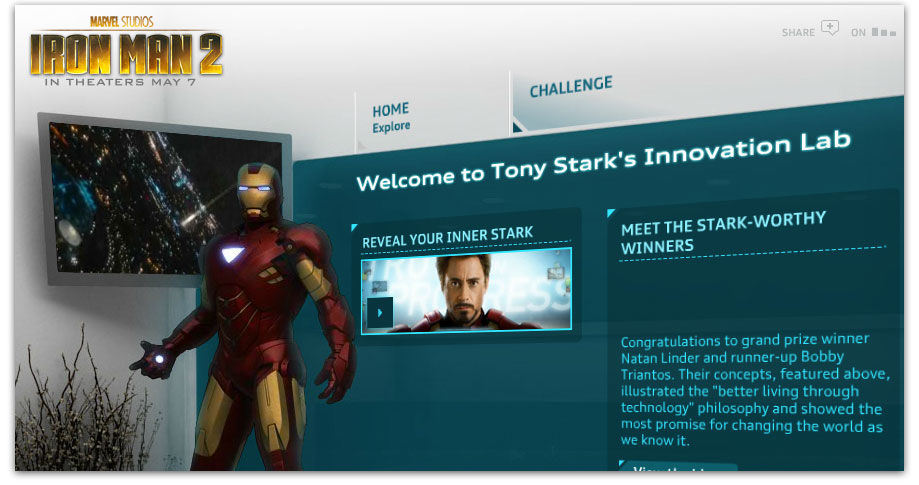 MARVEL STUDIOS
IRON MAN 2
IN THEATERS MAY 7
SHARE
ON
HOME
Explore
CHALLENGE
Welcome to Tony Stark's Innovation Lab
REVEAL YOUR INNER STARK
PROGRESS
MEET THE STARK-WORTHY
WINNERS
Congratulations to grand prize winner
Natan Linder and runner-up Bobby
Triantos. Their concepts, featured above,
illustrated the "better living through
technology" philosophy and showed the
most promise for changing the world as
we know it.